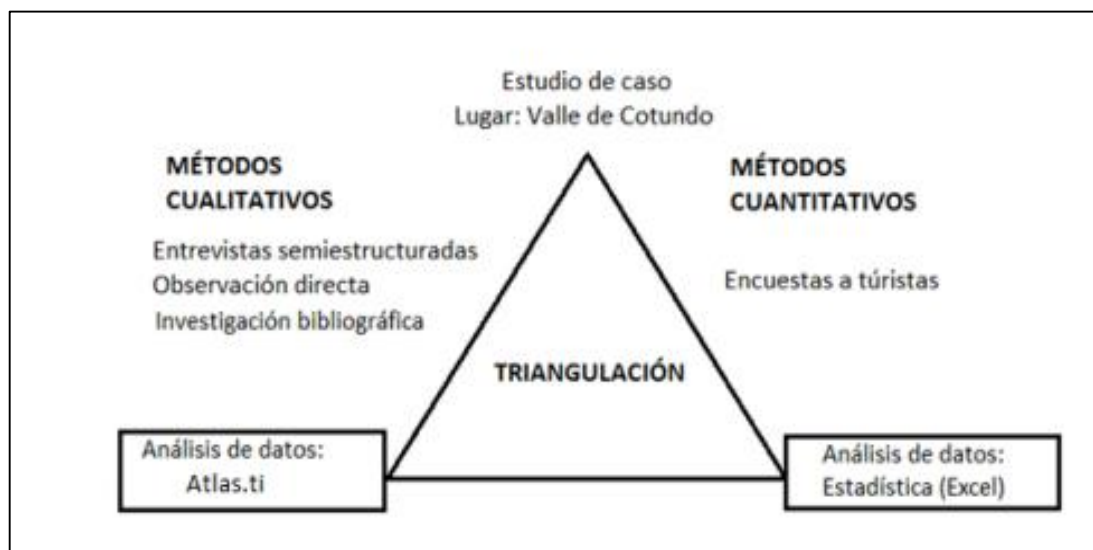 Estudio de caso
Lugar: Valle de Cotundo
MÉTODOS
CUALITATIVOS
Entrevistas semiestructuradas
Observación directa
Investigación bibliográfica
MÉTODOS
CUANTITATIVOS
Encuestas a túristas
TRIANGULACIÓN
Análisis de datos:
Atlas.ti
Análisis de datos:
Estadística (Excel)